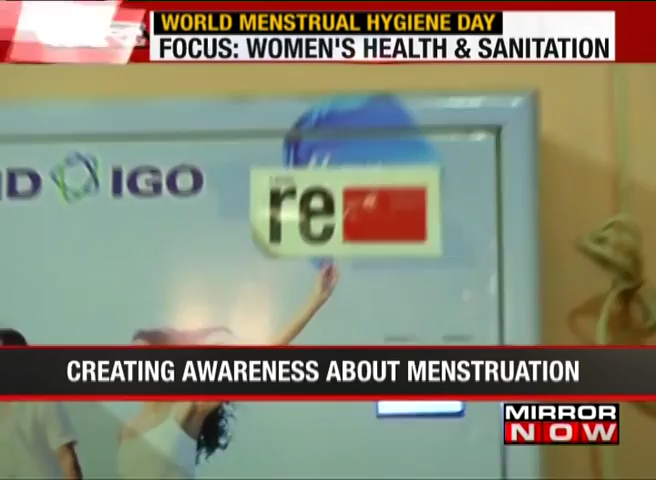 WORLD MENSTRUAL HYGIENE DAY
FOCUS: WOMEN'S HEALTH & SANITATION
IGO
re
CREATING AWARENESS ABOUT MENSTRUATION
MIRROR
NOW